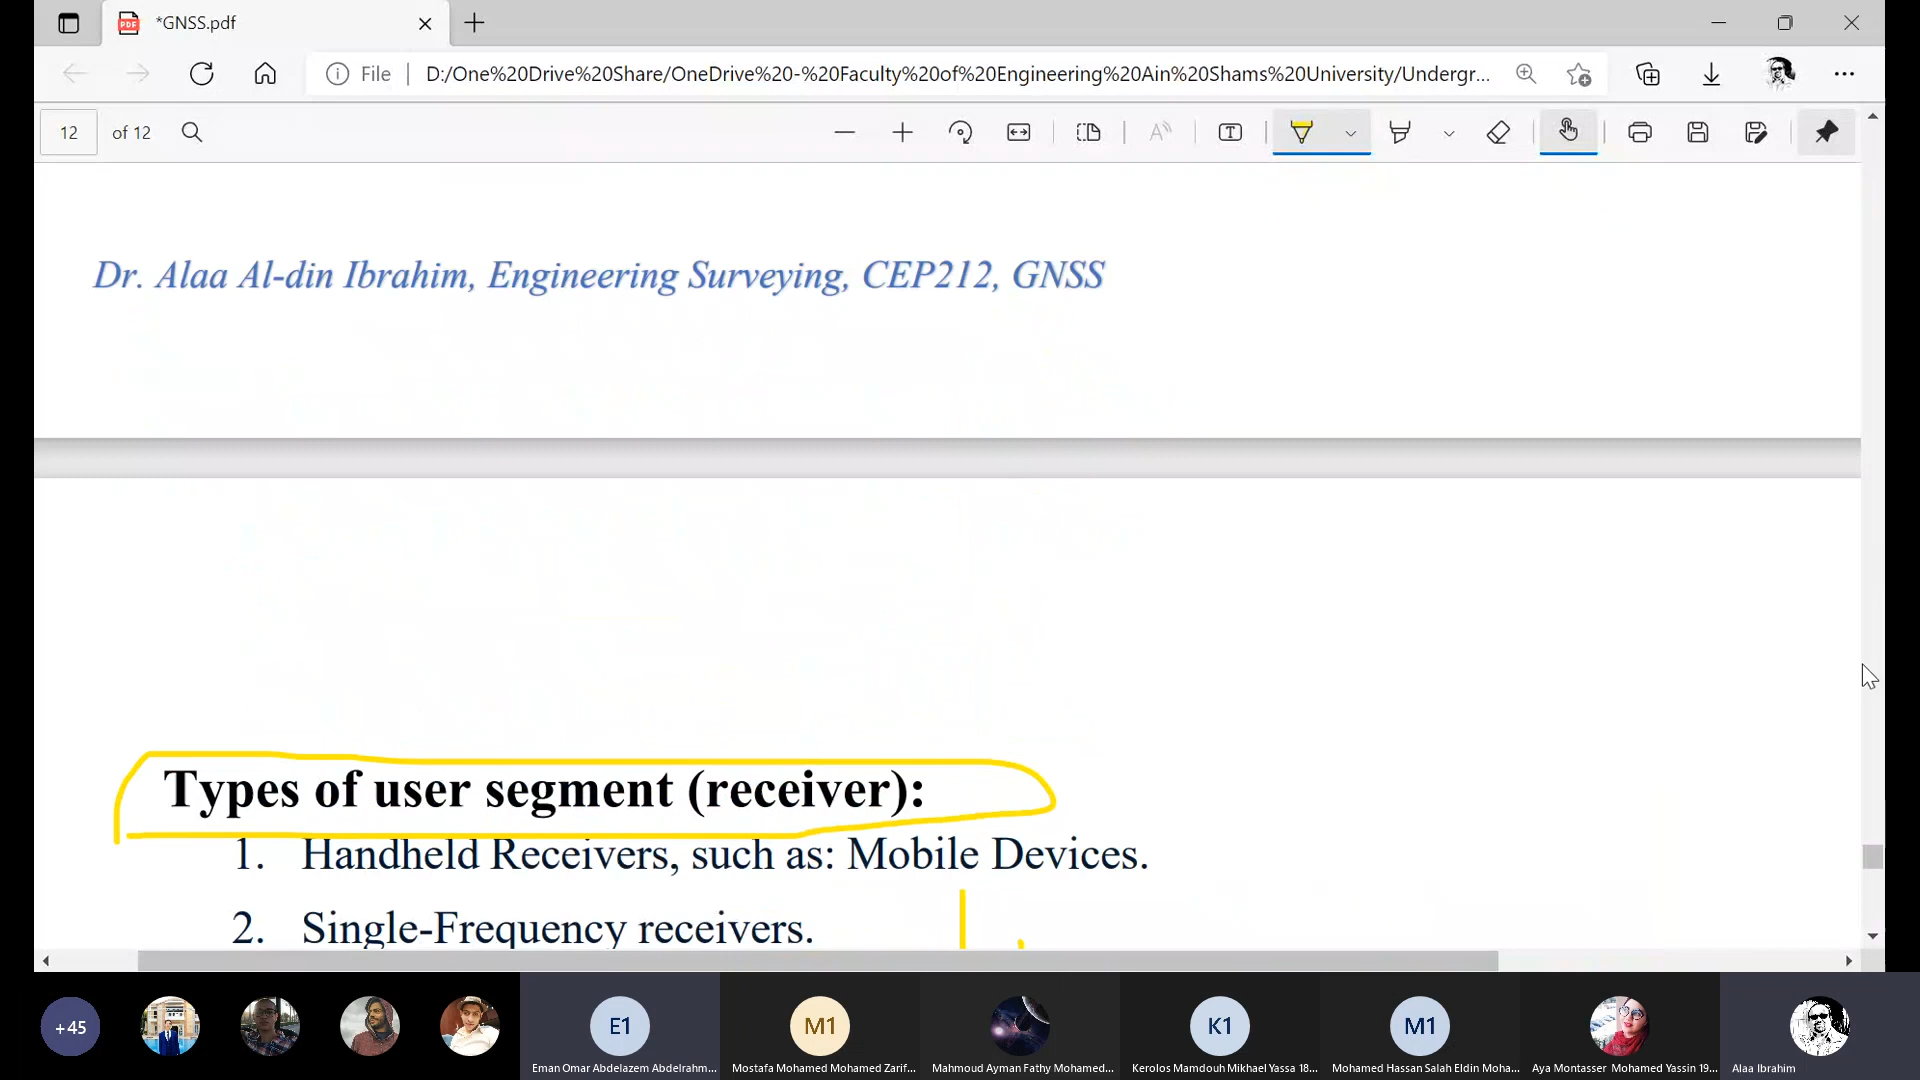 *GNSS.pdf
File
D:/One%20Drive%20Share/OneDrive%20-%20Faculty%20of%20Engineering%20Ain%20Shams%20University/Undergr...
12 of 12
Dr. Alaa Al-din Ibrahim, Engineering Surveying, CEP212, GNSS
Types of user segment (receiver):
1. Handheld Receivers, such as: Mobile Devices.
2. Single-Frequency receivers.
+45
E1
M1
K1
M1
Eman Omar Abdelazem Abdelrahm...
Mostafa Mohamed Mohamed Zarif...
Mahmoud Ayman Fathy Mohamed...
Kerolos Mamdouh Mikhael Yassa 18...
Mohamed Hassan Salah Eldin Moha...
Aya Montasser Mohamed Yassin 19...
Alaa Ibrahim